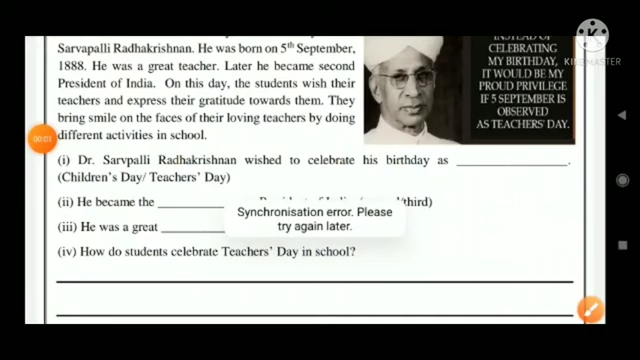 Sarvapalli Radhakrishnan. He was born on 5th September,
1888. He was a great teacher. Later he became second
President of India. On this day, the students wish their
teachers and express their gratitude towards them. They
bring smile on the faces of their loving teachers by doing
different activities in school.
INSTEAD OF
CELEBRATING
MY BIRTHDAY,
IT WOULD BE MY
PROUD PRIVILEGE
IF 5 SEPTEMBER IS
OBSERVED
AS TEACHERS' DAY.
KINEMASTER
00:03
(i) Dr. Sarvpalli Radhakrishnan wished to celebrate his birthday as ____________.
(Children's Day/ Teachers' Day)
(ii) He became the /third)
(iii) He was a great
Synchronisation error. Please
try again later.
(iv) How do students celebrate Teachers' Day in school?